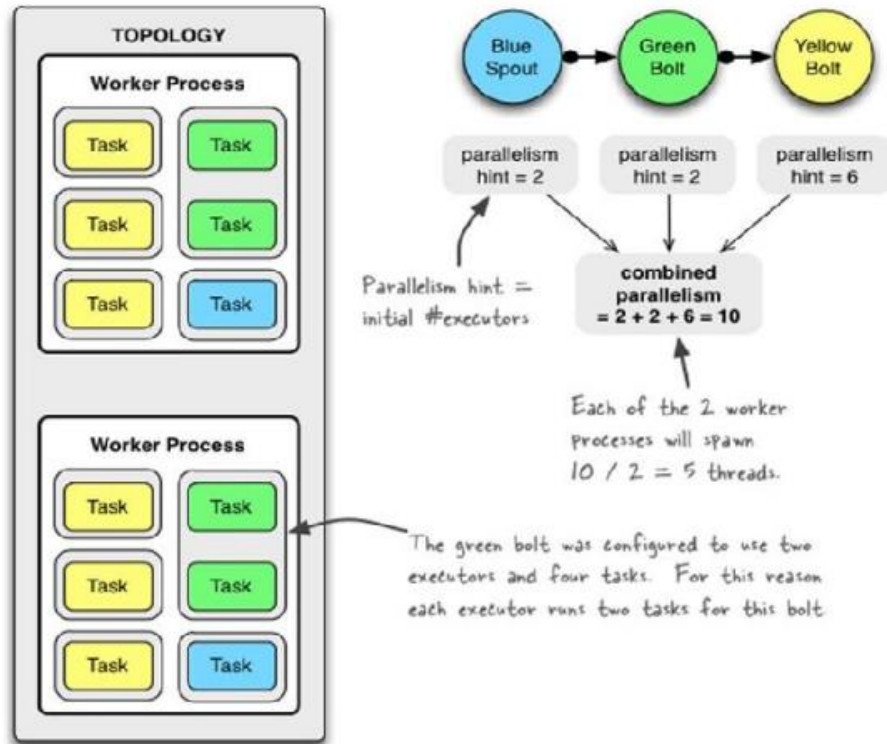 TOPOLOGY
Worker Process
Task
Task
Task
Task
Task
Task
Worker Process
Task
Task
Task
Task
Task
Task
Blue
Spout
Green
Bolt
Yellow
Bolt
parallelism
hint = 2
parallelism
hint = 2
parallelism
hint = 6
Parallelism hint =
initial #executors
combined
parallelism
= 2 + 2 + 6 = 10
Each of the 2 worker
processes will spawn
10 / 2 = 5 threads.
The green bolt was configured to use two
executors and four tasks. For this reason
each executor runs two tasks for this bolt